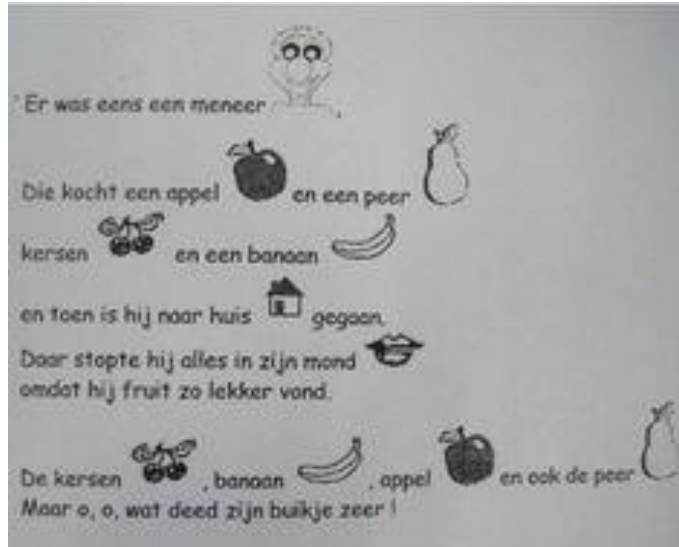 Er was eens een meneer
Die kocht een appel en een peer
kersen en een banaan
en toen is hij naar huis gegaan.
Daar stopte hij alles in zijn mond
omdat hij fruit zo lekker vond.
De kersen , banaan , appel en ook de peer
Maar o, o, wat deed zijn buikje zeer !